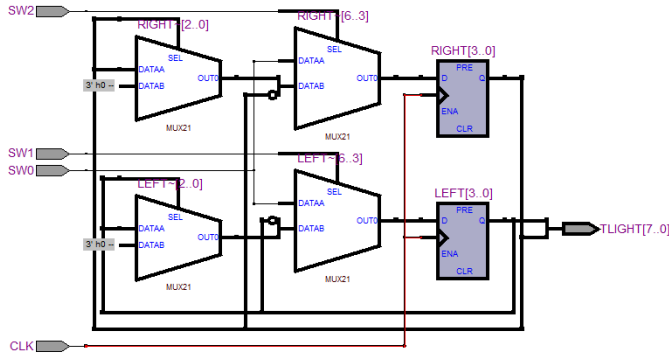 SW2
RIGHT~[2..0]
RIGHT~[6..3]
SEL
SEL
RIGHT[3..0]
DATAA
DATAA
PRE
OUT0
OUT0
D
Q
3' h0 --
DATAB
DATAB
ENA
CLR
MUX21
MUX21
SW1
LEFT~[6..3]
SW0
LEFT~[2..0]
SEL
SEL
LEFT[3..0]
DATAA
DATAA
PRE
D
Q
OUT0
OUT0
TLIGHT[7..0]
DATAB
DATAB
3' h0 --
ENA
CLR
MUX21
MUX21
CLK